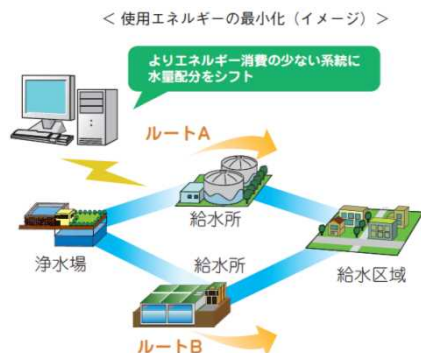 ＜ 使用エネルギーの最小化（イメージ）＞
よりエネルギー消費の少ない系統に
水量配分をシフト
ルートA
給水所
浄水場
給水所
給水区域
ルートB